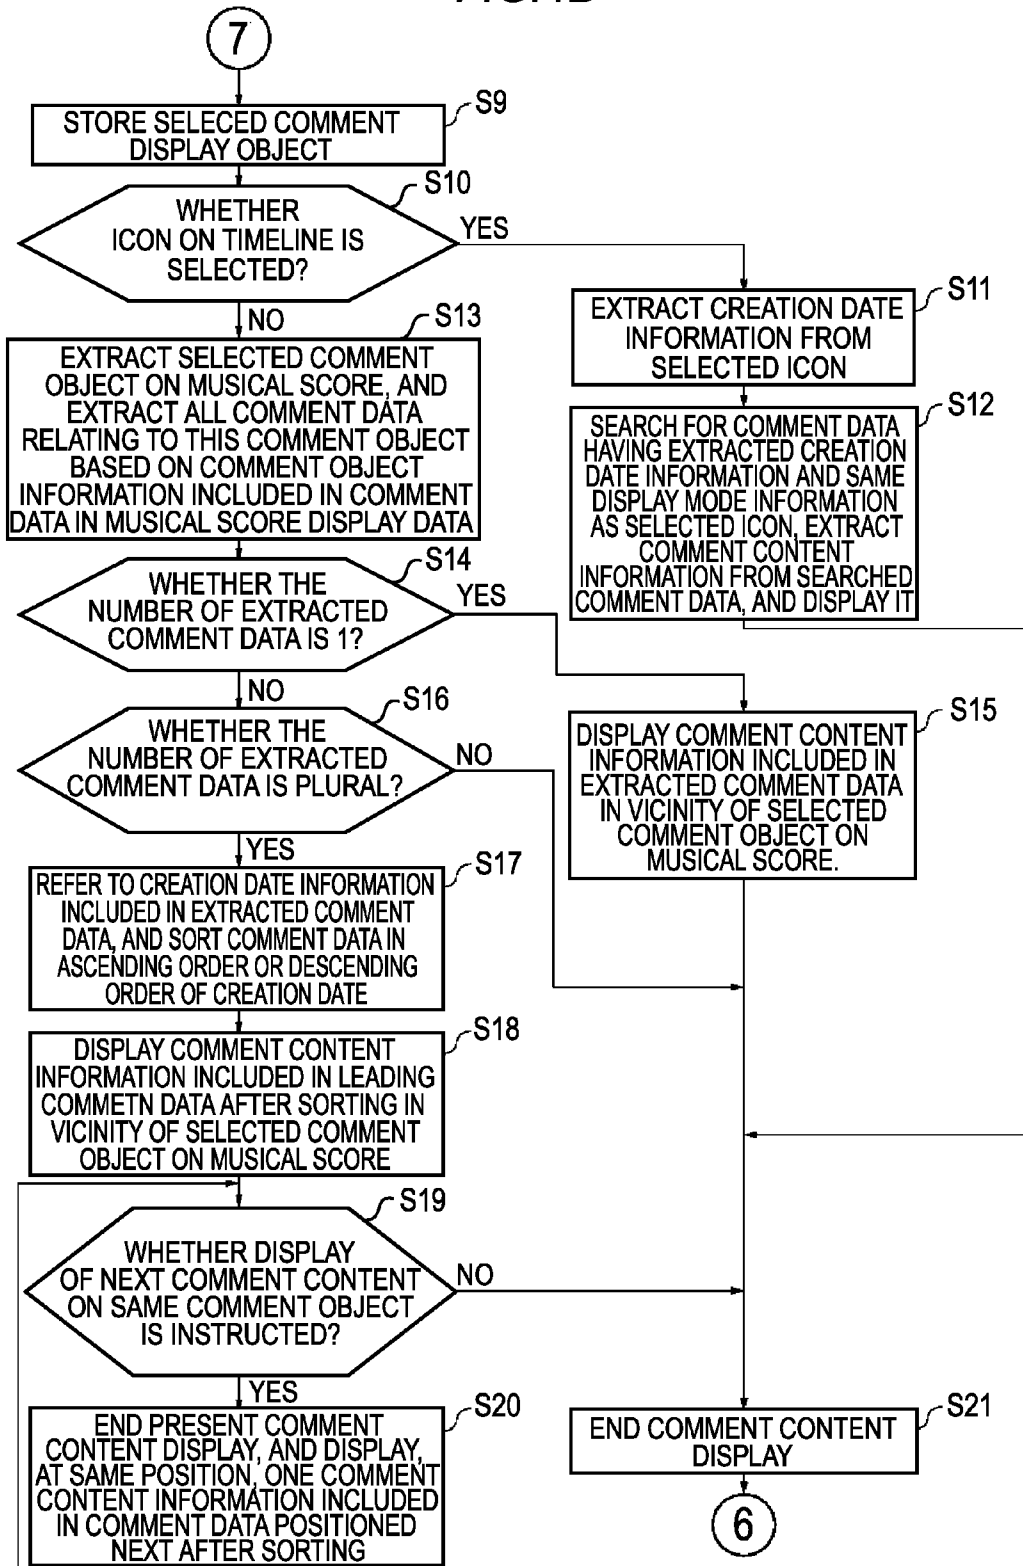 7
S9
STORE SELECED COMMENT
DISPLAY OBJECT
S10
WHETHER
ICON ON TIMELINE IS
SELECTED?
YES
NO
S11
EXTRACT CREATION DATE
INFORMATION FROM
SELECTED ICON
S13
EXTRACT SELECTED COMMENT
OBJECT ON MUSICAL SCORE, AND
EXTRACT ALL COMMENT DATA
RELATING TO THIS COMMENT OBJECT
BASED ON COMMENT OBJECT
INFORMATION INCLUDED IN COMMENT
DATA IN MUSICAL SCORE DISPLAY DATA
S12
SEARCH FOR COMMENT DATA
HAVING EXTRACTED CREATION
DATE INFORMATION AND SAME
DISPLAY MODE INFORMATION
AS SELECTED ICON, EXTRACT
COMMENT CONTENT
INFORMATION FROM SEARCHED
COMMENT DATA, AND DISPLAY IT
S14
WHETHER THE
NUMBER OF EXTRACTED
COMMENT DATA IS 1?
YES
NO
S15
DISPLAY COMMENT CONTENT
INFORMATION INCLUDED IN
EXTRACTED COMMENT DATA
IN VICINITY OF SELECTED
COMMENT OBJECT ON
MUSICAL SCORE.
S16
WHETHER THE
NUMBER OF EXTRACTED
COMMENT DATA IS PLURAL?
NO
YES
S17
REFER TO CREATION DATE INFORMATION
INCLUDED IN EXTRACTED COMMENT
DATA, AND SORT COMMENT DATA IN
ASCENDING ORDER OR DESCENDING
ORDER OF CREATION DATE
S18
DISPLAY COMMENT CONTENT
INFORMATION INCLUDED IN LEADING
COMMETN DATA AFTER SORTING IN
VICINITY OF SELECTED COMMENT
OBJECT ON MUSICAL SCORE
S19
WHETHER DISPLAY
OF NEXT COMMENT CONTENT
ON SAME COMMENT OBJECT
IS INSTRUCTED?
NO
YES
S20
END PRESENT COMMENT
CONTENT DISPLAY, AND DISPLAY,
AT SAME POSITION, ONE COMMENT
CONTENT INFORMATION INCLUDED
IN COMMENT DATA POSITIONED
NEXT AFTER SORTING
S21
END COMMENT CONTENT
DISPLAY
6